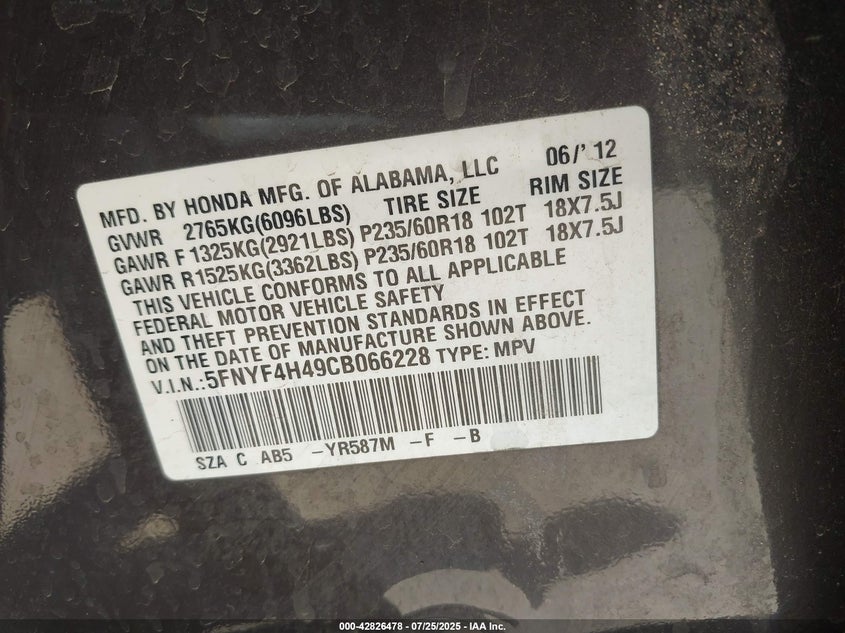 MFD. BY HONDA MFG. OF ALABAMA, LLC 06/' 12
GVWR 2765KG(6096LBS) TIRE SIZE RIM SIZE
GAWR F 1325KG(2921LBS) P235/60R18 102T 18X7.5J
GAWR R1525KG(3362LBS) P235/60R18 102T 18X7.5J
THIS VEHICLE CONFORMS TO ALL APPLICABLE
FEDERAL MOTOR VEHICLE SAFETY
AND THEFT PREVENTION STANDARDS IN EFFECT
ON THE DATE OF MANUFACTURE SHOWN ABOVE.
V.I.N.:5FNYF4H49CB066228 TYPE: MPV
SZA C AB5 -YR587M -F -B
000-42826478 - 07/25/2025 - IAA Inc.